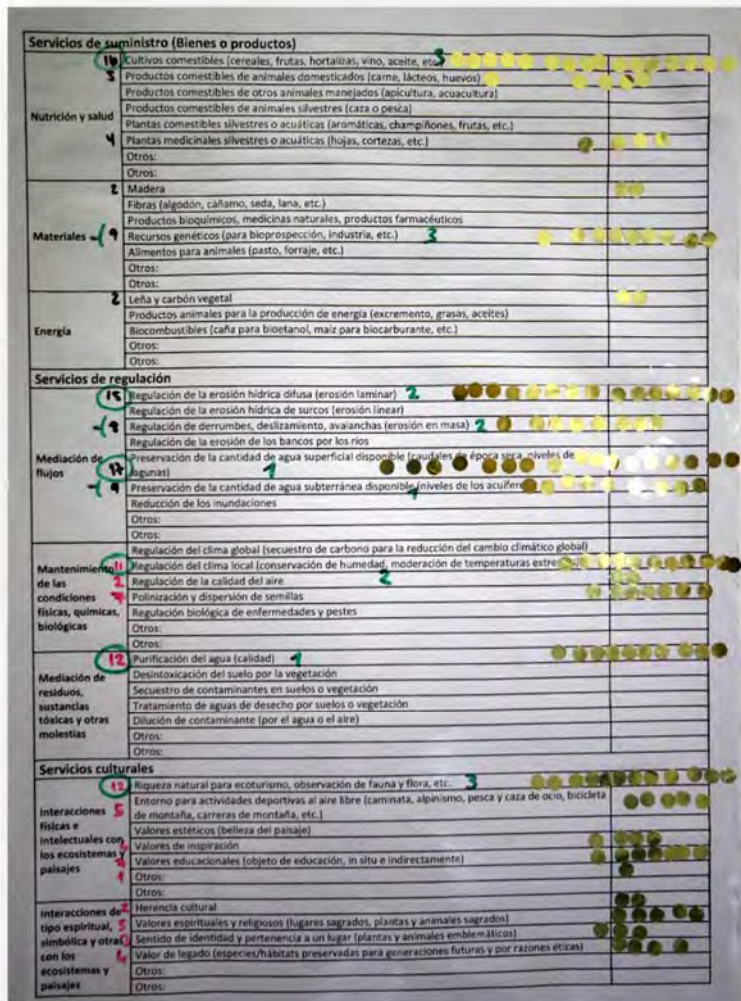 Servicios de suministro (Bienes o productos)
Nutrición y salud
16 Cultivos comestibles (cereales, frutas, hortalizas, vino, aceite, etc 3
5 Productos comestibles de animales domesticados (carne, lácteos, huevos)
Productos comestibles de otros animales manejados (apicultura, acuacultura)
Productos comestibles de animales silvestres (caza o pesca)
Plantas comestibles silvestres o acuáticas (aromáticas, champiñones, frutas, etc.)
4 Plantas medicinales silvestres o acuáticas (hojas, cortezas, etc.)
Otros:
Otros:
Materiales
2 Madera
Fibras (algodón, cáñamo, seda, lana, etc.)
Productos bioquímicos, medicinas naturales, productos farmacéuticos
9 Recursos genéticos (para bioprospección, industria, etc.) 3
Alimentos para animales (pasto, forraje, etc.)
Otros:
Otros:
Energía
2 Leña y carbón vegetal
Productos animales para la producción de energía (excremento, grasas, aceites)
Biocombustibles (caña para bioetanol, maíz para biocarburante, etc.)
Otros:
Otros:
Servicios de regulación
Mediación de flujos
15 Regulación de la erosión hídrica difusa (erosión laminar) 2
Regulación de la erosión hídrica de surcos (erosión linear)
8 Regulación de derrumbes, deslizamiento, avalanchas (erosión en masa) 2
Regulación de la erosión de los bancos por los ríos
17 Preservación de la cantidad de agua superficial disponible (caudales de época seca, niveles de
lagunas) 1
9 Preservación de la cantidad de agua subterránea disponible (niveles de los acuífero 1
Reducción de los inundaciones
Otros:
Otros:
Mantenimiento de las condiciones físicas, químicas, biológicas
Regulación del clima global (secuestro de carbono para la reducción del cambio climático global)
11 Regulación del clima local (conservación de humedad, moderación de temperaturas extre
2 Regulación de la calidad del aire 2
7 Polinización y dispersión de semillas
Regulación biológica de enfermedades y pestes
Otros:
Otros:
Mediación de residuos, sustancias tóxicas y otras molestias
12 Purificación del agua (calidad) 1
Desintoxicación del suelo por la vegetación
Secuestro de contaminantes en suelos o vegetación
Tratamiento de aguas de desecho por suelos o vegetación
Dilución de contaminante (por el agua o el aire)
Otros:
Otros:
Servicios culturales
Interacciones físicas e intelectuales con los ecosistemas y paisajes
12 Riqueza natural para ecoturismo, observación de fauna y flora, etc. 3
5 Entorno para actividades deportivas al aire libre (caminata, alpinismo, pesca y caza de ocio, bicicleta
de montaña, carreras de montaña, etc.)
Valores estéticos (belleza del paisaje)
Valores de inspiración
Valores educacionales (objeto de educación, in situ e indirectamente)
1 Otros:
Otros:
Interacciones de tipo espiritual, simbólica y otras con los ecosistemas y paisajes
2 Herencia cultural
5 Valores espirituales y religiosos (lugares sagrados, plantas y animales sagrados)
3 Sentido de identidad y pertenencia a un lugar (plantas y animales emblemáticos)
4 Valor de legado (especies/hábitats preservadas para generaciones futuras y por razones éticas)
Otros:
Otros: